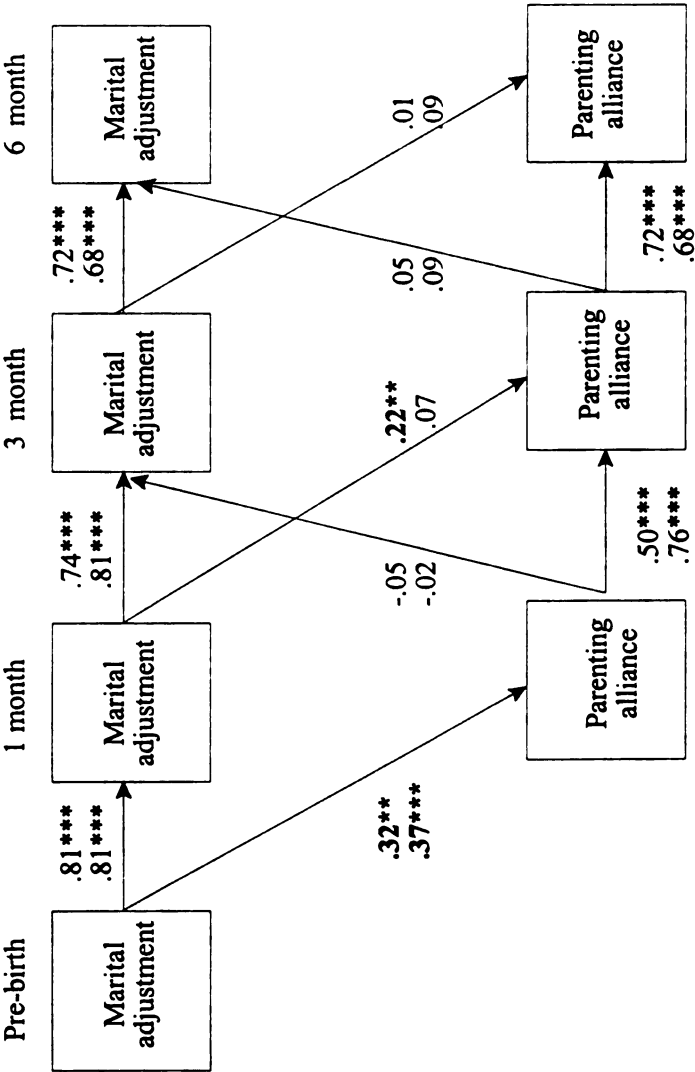 Pre-birth
1 month
3 month
6 month
Marital
adjustment
.81***
.81***
Marital
adjustment
.74***
.81***
Marital
adjustment
.72***
.68***
Marital
adjustment
.32**
.37***
-.05
-.02
.22**
.07
.05
.09
.01
.09
Parenting
alliance
.50***
.76***
Parenting
alliance
.72***
.68***
Parenting
alliance